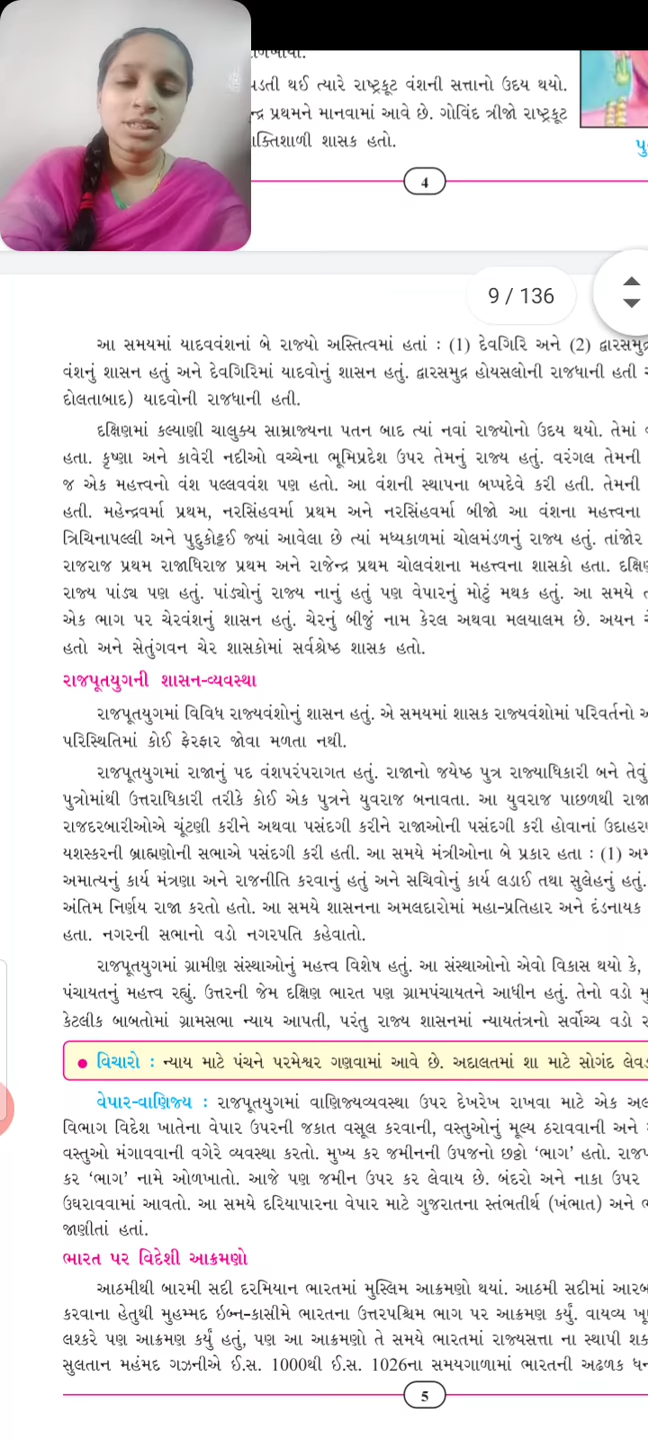 પડતી થઈ ત્યારે રાષ્ટ્રકૂટ વંશની સત્તાનો ઉદય થયો.
પ્રથમને માનવામાં આવે છે. ગોવિંદ ત્રીજો રાષ્ટ્રકૂટ
શાસક હતો.
4
9 / 136
આ સમયમાં યાદવવંશનાં બે રાજ્યો અસ્તિત્વમાં હતાં : (1) દેવગિરિ અને (2) દ્વારસમુદ્ર
વંશનું શાસન હતું અને દેવગિરિમાં યાદવોનું શાસન હતું. દ્વારસમુદ્ર હોયસલોની રાજધાની હતી
દોલતાબાદ) યાદવોની રાજધાની હતી.
દક્ષિણમાં કલ્યાણી ચાલુક્ય સામ્રાજ્યના પતન બાદ ત્યાં નવાં રાજ્યોનો ઉદય થયો. તેમાં
હતા. કૃષ્ણા અને કાવેરી નદીઓ વચ્ચેના ભૂમિપ્રદેશ ઉપર તેમનું રાજ્ય હતું. વરંગલ તેમની
જ એક મહત્ત્વનો વંશ પલ્લવવંશ પણ હતો. આ વંશની સ્થાપના બપ્પદેવે કરી હતી. તેમની
હતી. મહેન્દ્રવર્મા પ્રથમ, નરસિંહવર્મા પ્રથમ અને નરસિંહવર્મા બીજો આ વંશના મહત્ત્વના
ત્રિચિનાપલ્લી અને પુદુકોટ્ટઈ જ્યાં આવેલા છે ત્યાં મધ્યકાળમાં ચોલમંડળનું રાજ્ય હતું. તાંજોર
રાજરાજ પ્રથમ રાજાધિરાજ પ્રથમ અને રાજેન્દ્ર પ્રથમ ચોલવંશના મહત્ત્વના શાસકો હતા.
રાજ્ય પાંડ્ય પણ હતું. પાંડ્યોનું રાજ્ય નાનું હતું પણ વેપારનું મોટું મથક હતું. આ સમયે
એક ભાગ પર ચેરવંશનું શાસન હતું. ચેરનું બીજું નામ કેરલ અથવા મલયાલમ છે. અયન
હતો અને સેતુંગવન ચેર શાસકોમાં સર્વશ્રેષ્ઠ શાસક હતો.
રાજપૂતયુગની શાસન-વ્યવસ્થા
રાજપૂતયુગમાં વિવિધ રાજ્યવંશોનું શાસન હતું. એ સમયમાં શાસક રાજ્યવંશોમાં પરિવર્તનો
પરિસ્થિતિમાં કોઈ ફેરફાર જોવા મળતા નથી.
રાજપૂતયુગમાં રાજાનું પદ વંશપરંપરાગત હતું. રાજાનો જયેષ્ઠ પુત્ર રાજ્યાધિકારી બને તેવું
પુત્રોમાંથી ઉત્તરાધિકારી તરીકે કોઈ એક પુત્રને યુવરાજ બનાવતા. આ યુવરાજ પાછળથી રાજા
રાજદરબારીઓએ ચૂંટણી કરીને અથવા પસંદગી કરીને રાજાઓની પસંદગી કરી હોવાનાં
યશસ્કરની બ્રાહ્મણોની સભાએ પસંદગી કરી હતી. આ સમયે મંત્રીઓના બે પ્રકાર હતા : (1)
અમાત્યનું કાર્ય મંત્રણા અને રાજનીતિ કરવાનું હતું અને સચિવોનું કાર્ય લડાઈ તથા સુલેહનું હતું.
અંતિમ નિર્ણય રાજા કરતો હતો. આ સમયે શાસનના અમલદારોમાં મહા-પ્રતિહાર અને દંડનાયક
હતા. નગરની સભાનો વડો નગરપતિ કહેવાતો.
રાજપૂતયુગમાં ગ્રામીણ સંસ્થાઓનું મહત્ત્વ વિશેષ હતું. આ સંસ્થાઓનો એવો વિકાસ થયો કે,
પંચાયતનું મહત્ત્વ રહ્યું. ઉત્તરની જેમ દક્ષિણ ભારત પણ ગ્રામપંચાયતને આધીન હતું. તેનો વડો
કેટલીક બાબતોમાં ગ્રામસભા ન્યાય આપતી, પરંતુ રાજ્ય શાસનમાં ન્યાયતંત્રનો સર્વોચ્ચ વડો
● વિચારો : ન્યાય માટે પંચને પરમેશ્વર ગણવામાં આવે છે. અદાલતમાં શા માટે સોગંદ
વેપાર-વાણિજ્ય : રાજપૂતયુગમાં વાણિજ્યવ્યવસ્થા ઉપર દેખરેખ રાખવા માટે એક
વિભાગ વિદેશ ખાતેના વેપાર ઉપરની જકાત વસૂલ કરવાની, વસ્તુઓનું મૂલ્ય ઠરાવવાની અને
વસ્તુઓ મંગાવવાની વગેરે વ્યવસ્થા કરતો. મુખ્ય કર જમીનની ઉપજનો છઠ્ઠો ‘ભાગ’ હતો.
કર ‘ભાગ’ નામે ઓળખાતો. આજે પણ જમીન ઉપર કર લેવાય છે. બંદરો અને નાકા ઉપર
ઉઘરાવવામાં આવતો. આ સમયે દરિયાપારના વેપાર માટે ગુજરાતના સ્તંભતીર્થ (ખંભાત) અને
જાણીતાં હતાં.
ભારત પર વિદેશી આક્રમણો
આઠમીથી બારમી સદી દરમિયાન ભારતમાં મુસ્લિમ આક્રમણો થયાં. આઠમી સદીમાં
કરવાના હેતુથી મુહમ્મદ ઇબ્ન-કાસીમે ભારતના ઉત્તરપશ્ચિમ ભાગ પર આક્રમણ કર્યું. વાયવ્ય
લશ્કરે પણ આક્રમણ કર્યું હતું, પણ આ આક્રમણો તે સમયે ભારતમાં રાજ્યસત્તા ના સ્થાપી
સુલતાન મહંમદ ગઝનીએ ઈ.સ. 1000થી ઈ.સ. 1026ના સમયગાળામાં ભારતની અઢળક
5